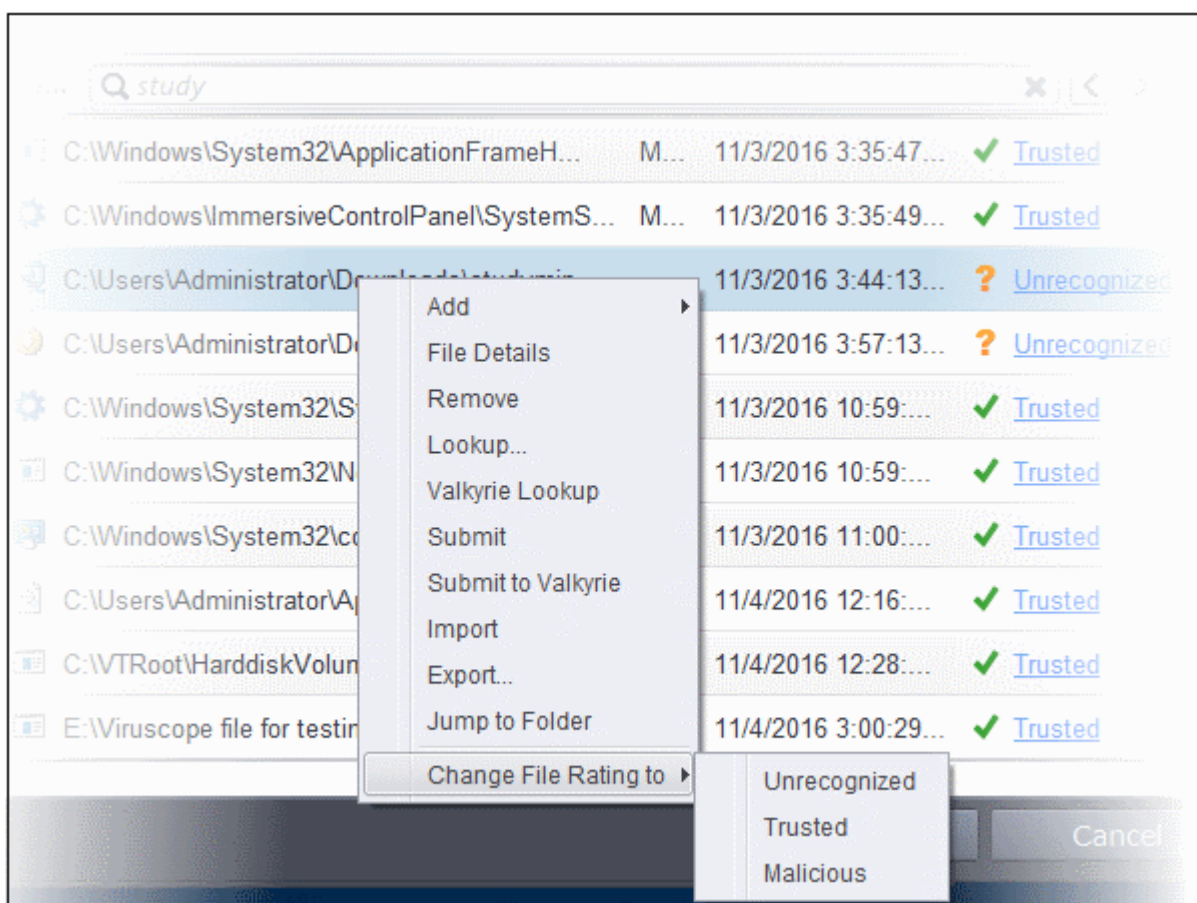 study
C:\Windows\System32\ApplicationFrameH... M... 11/3/2016 3:35:47... Trusted
C:\Windows\ImmersiveControlPanel\SystemS... M... 11/3/2016 3:35:49... Trusted
C:\Users\Administrator\Downloads\studymin... 11/3/2016 3:44:13... ? Unrecognized
C:\Users\Administrator\Do 11/3/2016 3:57:13... ? Unrecognized
C:\Windows\System32\S 11/3/2016 10:59:... Trusted
C:\Windows\System32\N 11/3/2016 10:59:... Trusted
C:\Windows\System32\co 11/3/2016 11:00:... Trusted
C:\Users\Administrator\Ap 11/4/2016 12:16:... Trusted
C:\VTRoot\HarddiskVolum 11/4/2016 12:28:... Trusted
E:\Viruscope file for testin 11/4/2016 3:00:29... Trusted
Add
File Details
Remove
Lookup...
Valkyrie Lookup
Submit
Submit to Valkyrie
Import
Export...
Jump to Folder
Change File Rating to
Unrecognized
Trusted
Malicious
Cancel